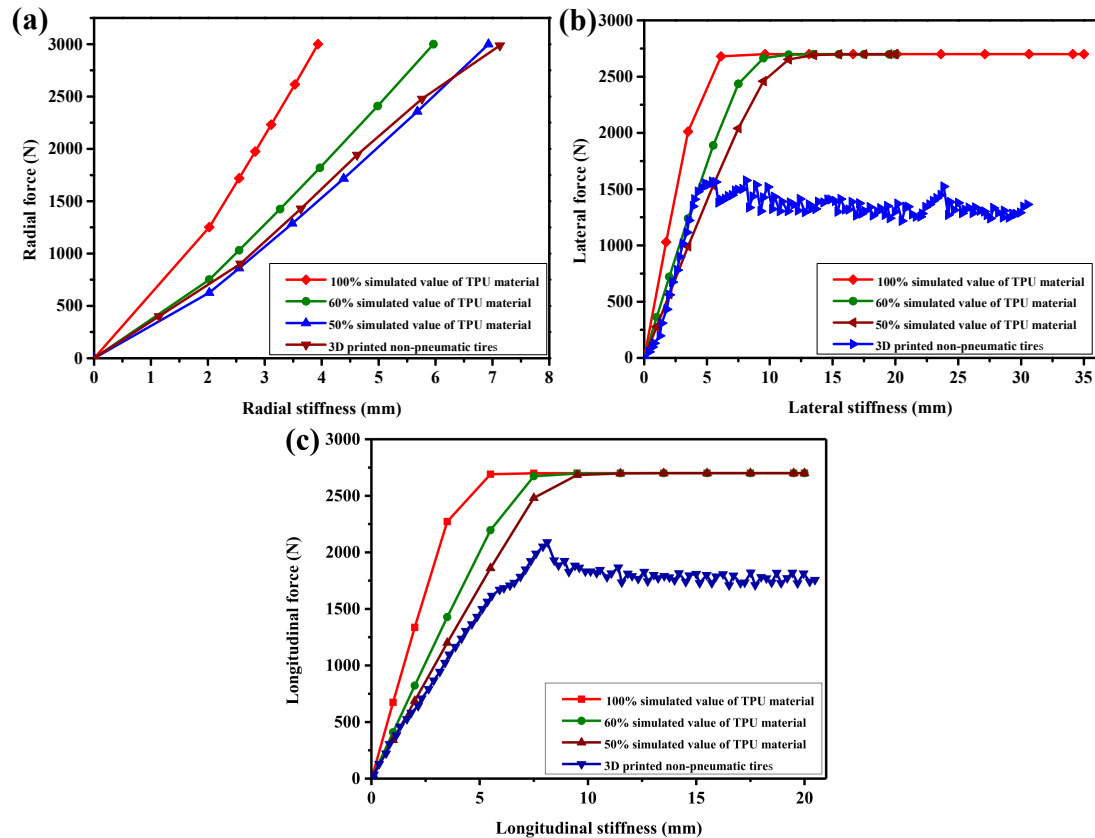 (a)
3000
2500
2000
1500
1000
500
0
Radial force (N)
100% simulated value of TPU material
60% simulated value of TPU material
50% simulated value of TPU material
3D printed non-pneumatic tires
0 1 2 3 4 5 6 7 8
Radial stiffness (mm)
(b)
3000
2500
2000
1500
1000
500
0
Lateral force (N)
100% simulated value of TPU material
60% simulated value of TPU material
50% simulated value of TPU material
3D printed non-pneumatic tires
0 5 10 15 20 25 30 35
Lateral stiffness (mm)
(c)
3000
2500
2000
1500
1000
500
0
Longitudinal force (N)
100% simulated value of TPU material
60% simulated value of TPU material
50% simulated value of TPU material
3D printed non-pneumatic tires
0 5 10 15 20
Longitudinal stiffness (mm)